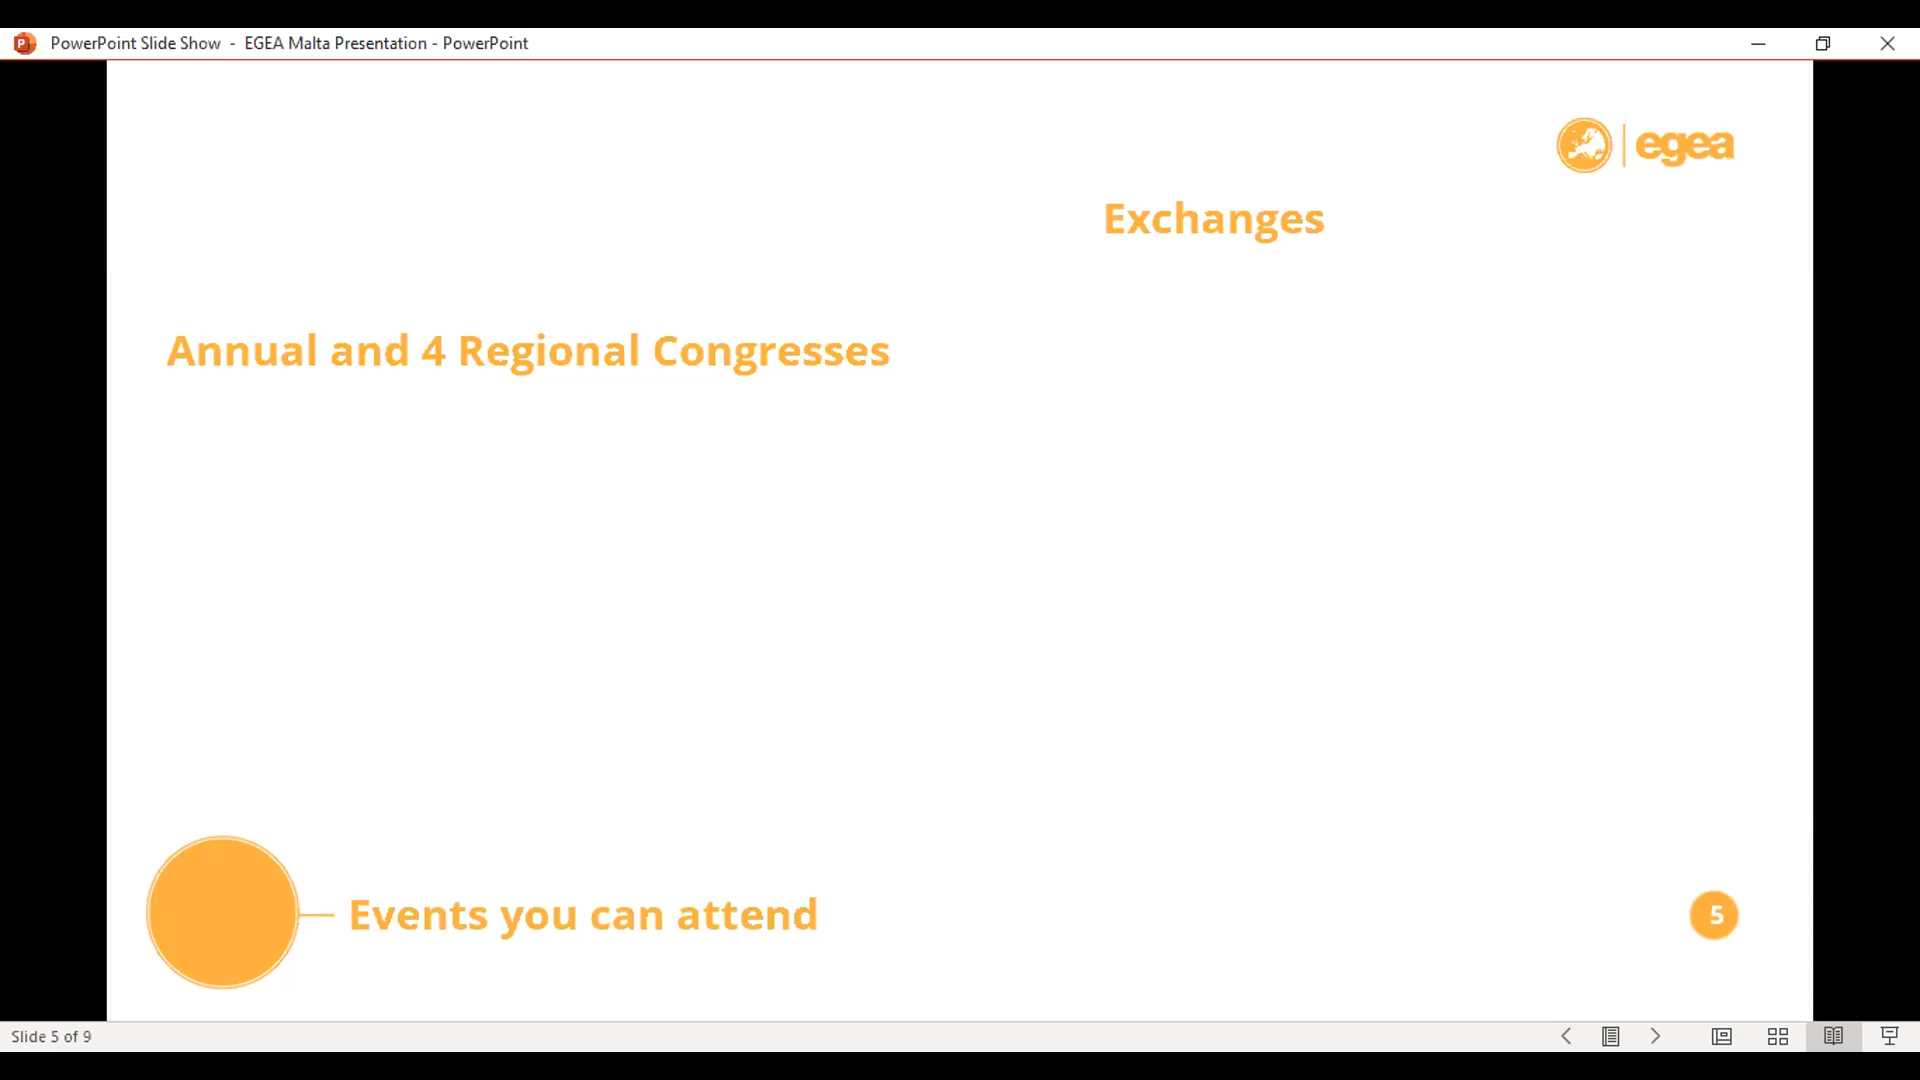 PowerPoint Slide Show - EGEA Malta Presentation - PowerPoint
egea
Exchanges
Annual and 4 Regional Congresses
Events you can attend
5
Slide 5 of 9